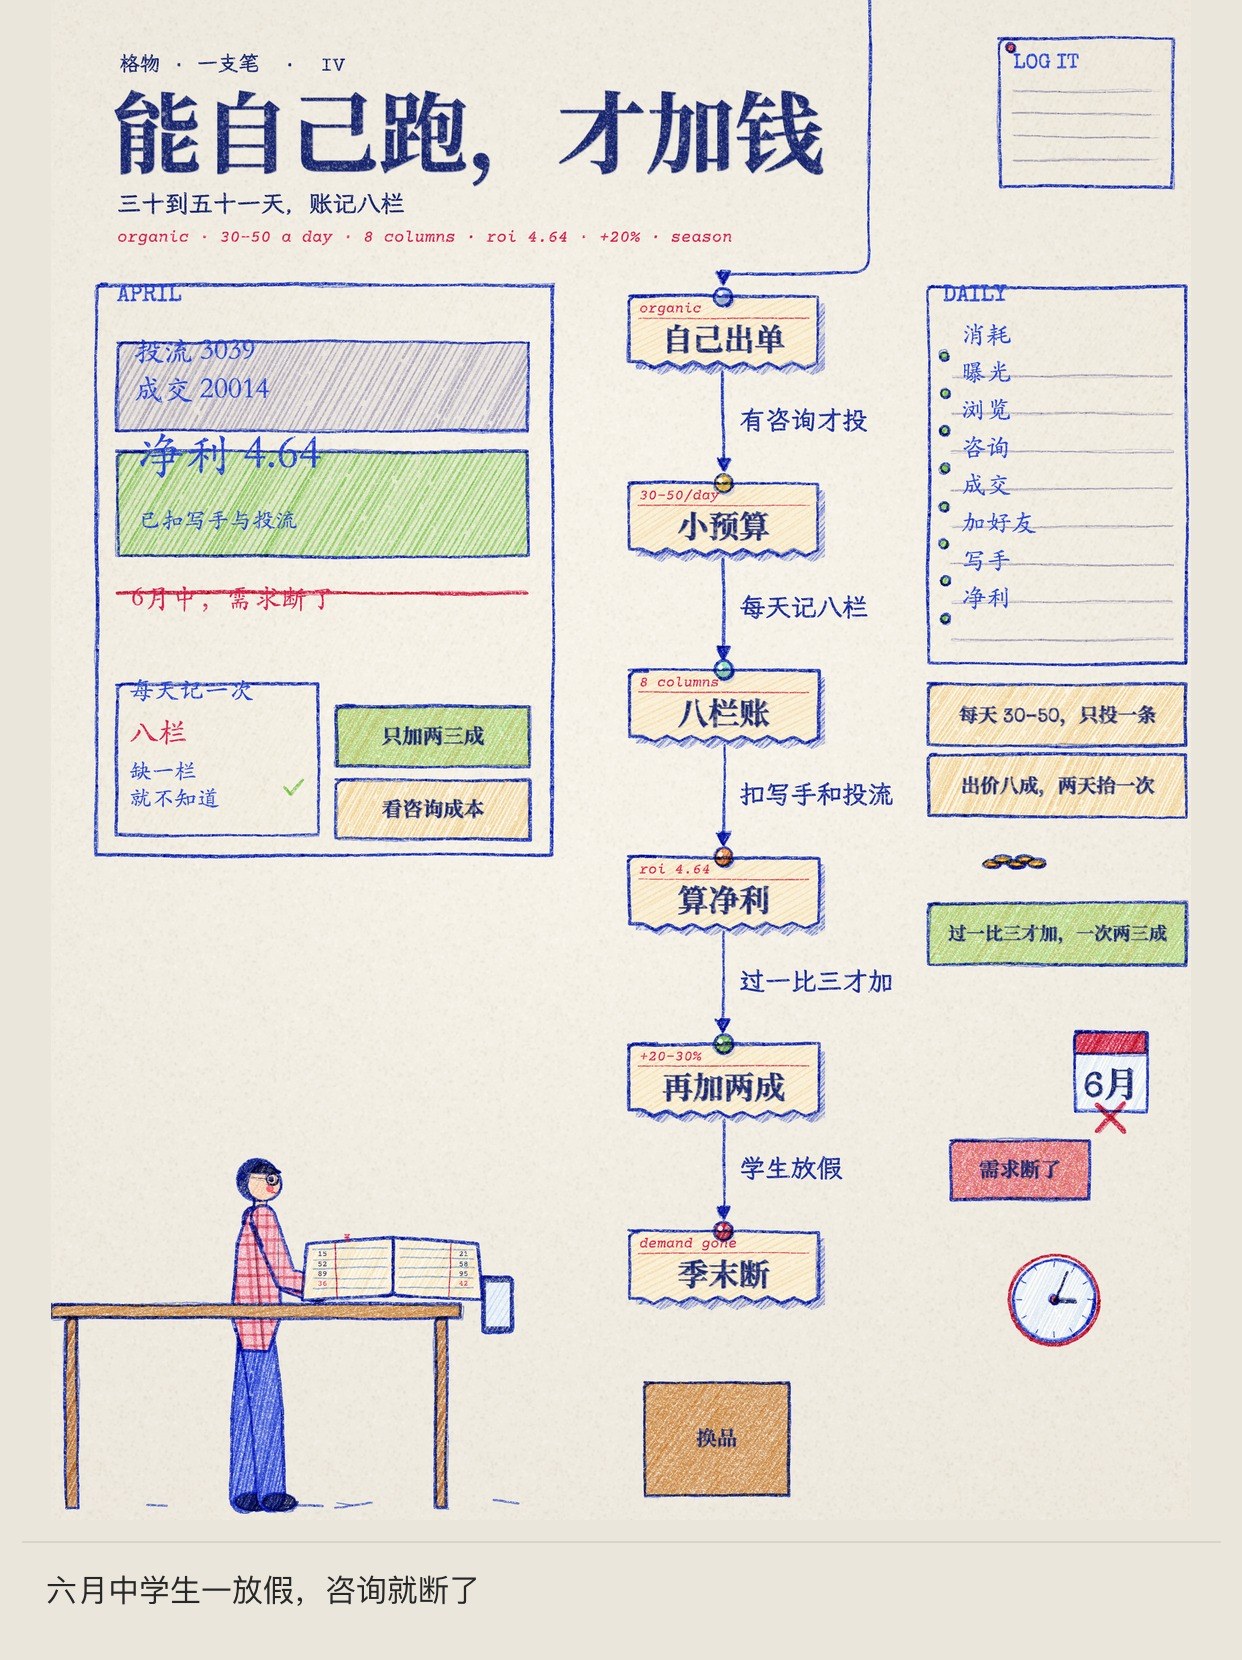 格物 · 一支笔 · IV
能自己跑，才加钱
三十到五十一天，账记八栏
organic · 30-50 a day · 8 columns · roi 4.64 · +20% · season
LOG IT
APRIL
投流 3039
成交 20014
净利 4.64
已扣写手与投流
6月中，需求断了
每天记一次
八栏
缺一栏
就不知道
只加两三成
看咨询成本
organic
自己出单
有咨询才投
30-50/day
小预算
每天记八栏
8 columns
八栏账
扣写手和投流
roi 4.64
算净利
过一比三才加
+20-30%
再加两成
学生放假
demand gone
季末断
换品
DAILY
消耗
曝光
浏览
咨询
成交
加好友
写手
净利
每天 30-50，只投一条
出价八成，两天抬一次
过一比三才加，一次两三成
6月
需求断了
15 21
52 58
89 95
36 42
六月中学生一放假，咨询就断了